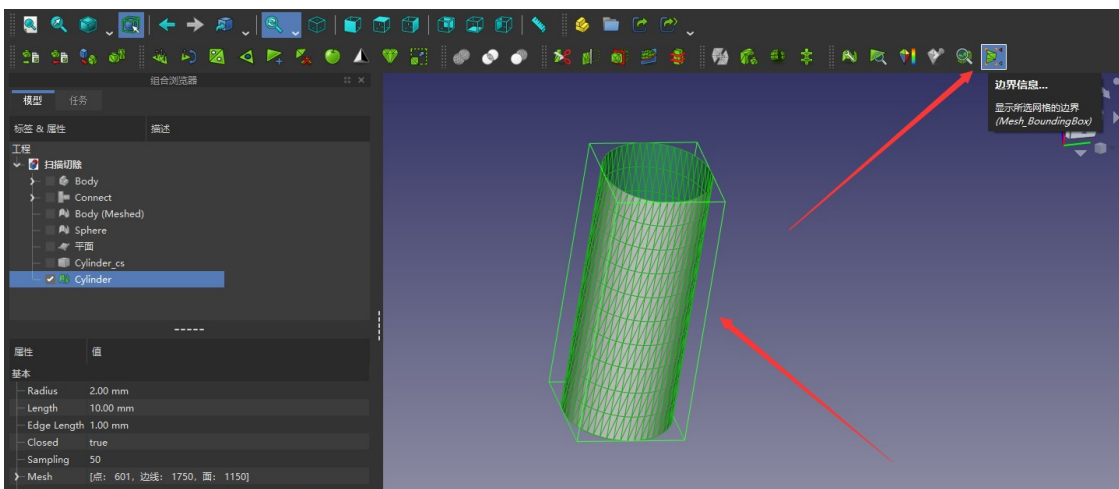 组合浏览器
模型 任务
标签 & 属性 描述
工程
扫描切除
Body
Connect
Body (Meshed)
Sphere
平面
Cylinder_cs
Cylinder
属性 值
基本
Radius 2.00 mm
Length 10.00 mm
Edge Length 1.00 mm
Closed true
Sampling 50
Mesh [点: 601, 边线: 1750, 面: 1150]
边界信息...
显示所选网格的边界
(Mesh_BoundingBox)